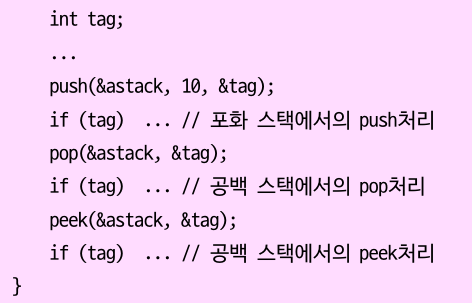 int tag;
...
push(&astack, 10, &tag);
if (tag)  ... // 포화 스택에서의 push처리
pop(&astack, &tag);
if (tag)  ... // 공백 스택에서의 pop처리
peek(&astack, &tag);
if (tag)  ... // 공백 스택에서의 peek처리
}